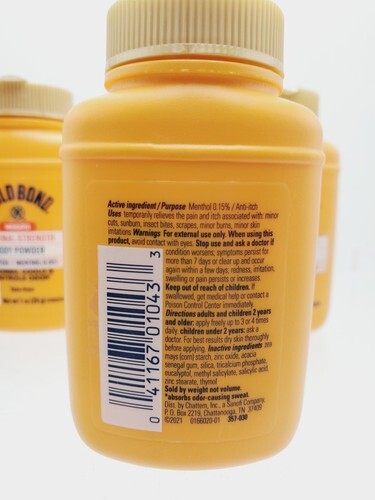 OLD BOND
BODY POWDER
Active ingredient / Purpose Menthol 0.15% / Anti-itch
Uses temporarily relieves the pain and itch associated with: minor
cuts, sunburn, insect bites, scrapes, minor burns, minor skin
irritations Warnings For external use only. When using this
product, avoid contact with eyes. Stop use and ask a doctor if
condition worsens, symptoms persist for
more than 7 days or clear up and occur
again within a few days; redness, irritation,
swelling or pain persists or increases.
Keep out of reach of children. If
swallowed, get medical help or contact a
Poison Control Center immediately.
Directions adults and children 2 years
and older: apply freely up to 3 or 4 times
daily. children under 2 years: ask a
doctor. For best results dry skin thoroughly
before applying. Inactive ingredients zea
mays (corn) starch, zinc oxide, acacia
senegal gum, silica, tricalcium phosphate,
eucalyptol, methyl salicylate, salicylic acid,
zinc stearate, thymol
Sold by weight not volume.
*absorbs odor-causing sweat.
Dist. by Chattem, Inc., a Sanofi Company,
P. O. Box 2219, Chattanooga, TN 37409
©2021 0166020-01 357-030
0 41167 01043 3